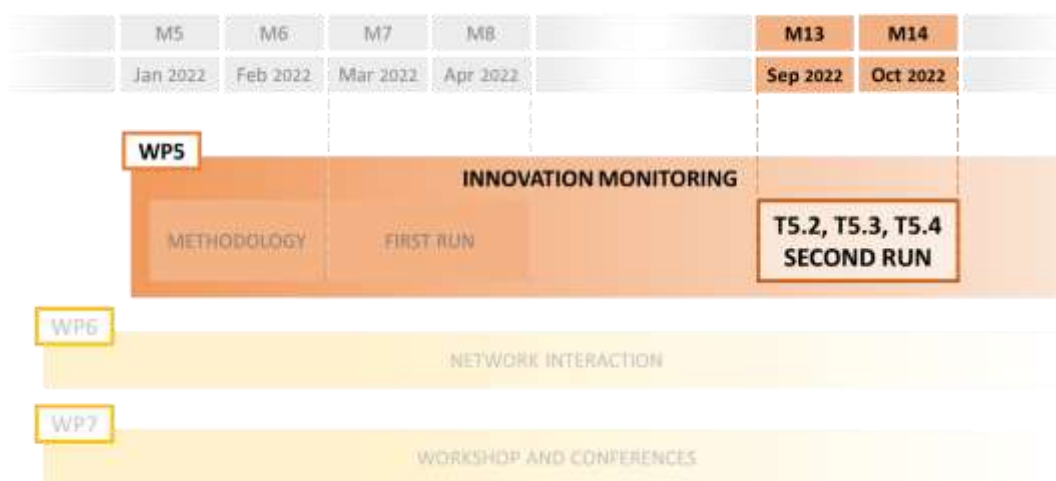 M5 M6 M7 M8 M13 M14
Jan 2022 Feb 2022 Mar 2022 Apr 2022 Sep 2022 Oct 2022
WP5
INNOVATION MONITORING
METHODOLOGY FIRST RUN
T5.2, T5.3, T5.4
SECOND RUN
WP6
NETWORK INTERACTION
WP7
WORKSHOP AND CONFERENCES